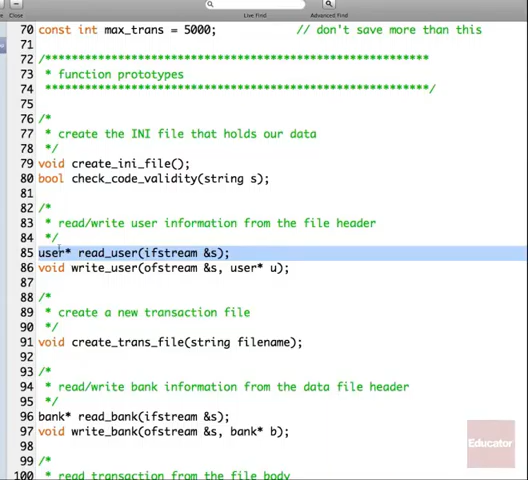 Close
Live Find
Advanced Find
70 const int max_trans = 5000; // don't save more than this
71
72 /************************************************************
73 * function prototypes
74 ************************************************************/
75
76 /*
77 * create the INI file that holds our data
78 */
79 void create_ini_file();
80 bool check_code_validity(string s);
81
82 /*
83 * read/write user information from the file header
84 */
85 user* read_user(ifstream &s);
86 void write_user(ofstream &s, user* u);
87
88 /*
89 * create a new transaction file
90 */
91 void create_trans_file(string filename);
92
93 /*
94 * read/write bank information from the data file header
95 */
96 bank* read_bank(ifstream &s);
97 void write_bank(ofstream &s, bank* b);
98
99 /*
100 * read transaction from the file body
Educator